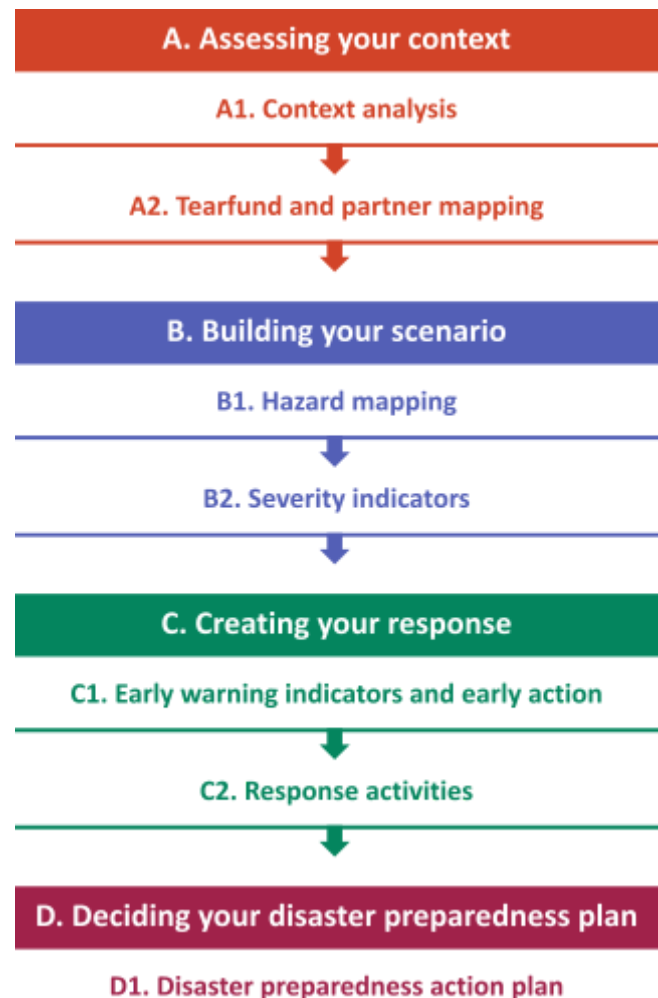 A. Assessing your context
A1. Context analysis
A2. Tearfund and partner mapping
B. Building your scenario
B1. Hazard mapping
B2. Severity indicators
C. Creating your response
C1. Early warning indicators and early action
C2. Response activities
D. Deciding your disaster preparedness plan
D1. Disaster preparedness action plan